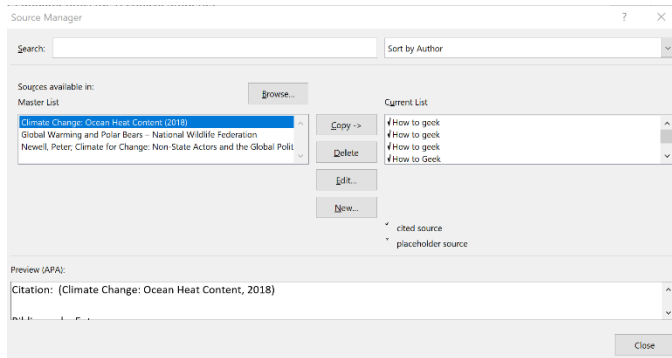 Source Manager
? ×
Search:
Sort by Author
Sources available in:
Master List
Browse...
Current List
Climate Change: Ocean Heat Content (2018)
Global Warming and Polar Bears – National Wildlife Federation
Newell, Peter; Climate for Change: Non-State Actors and the Global Polit
Copy ->
Delete
Edit...
New...
√ How to geek
√ How to geek
√ How to geek
√ How to Geek
cited source
placeholder source
Preview (APA):
Citation: (Climate Change: Ocean Heat Content, 2018)
Close